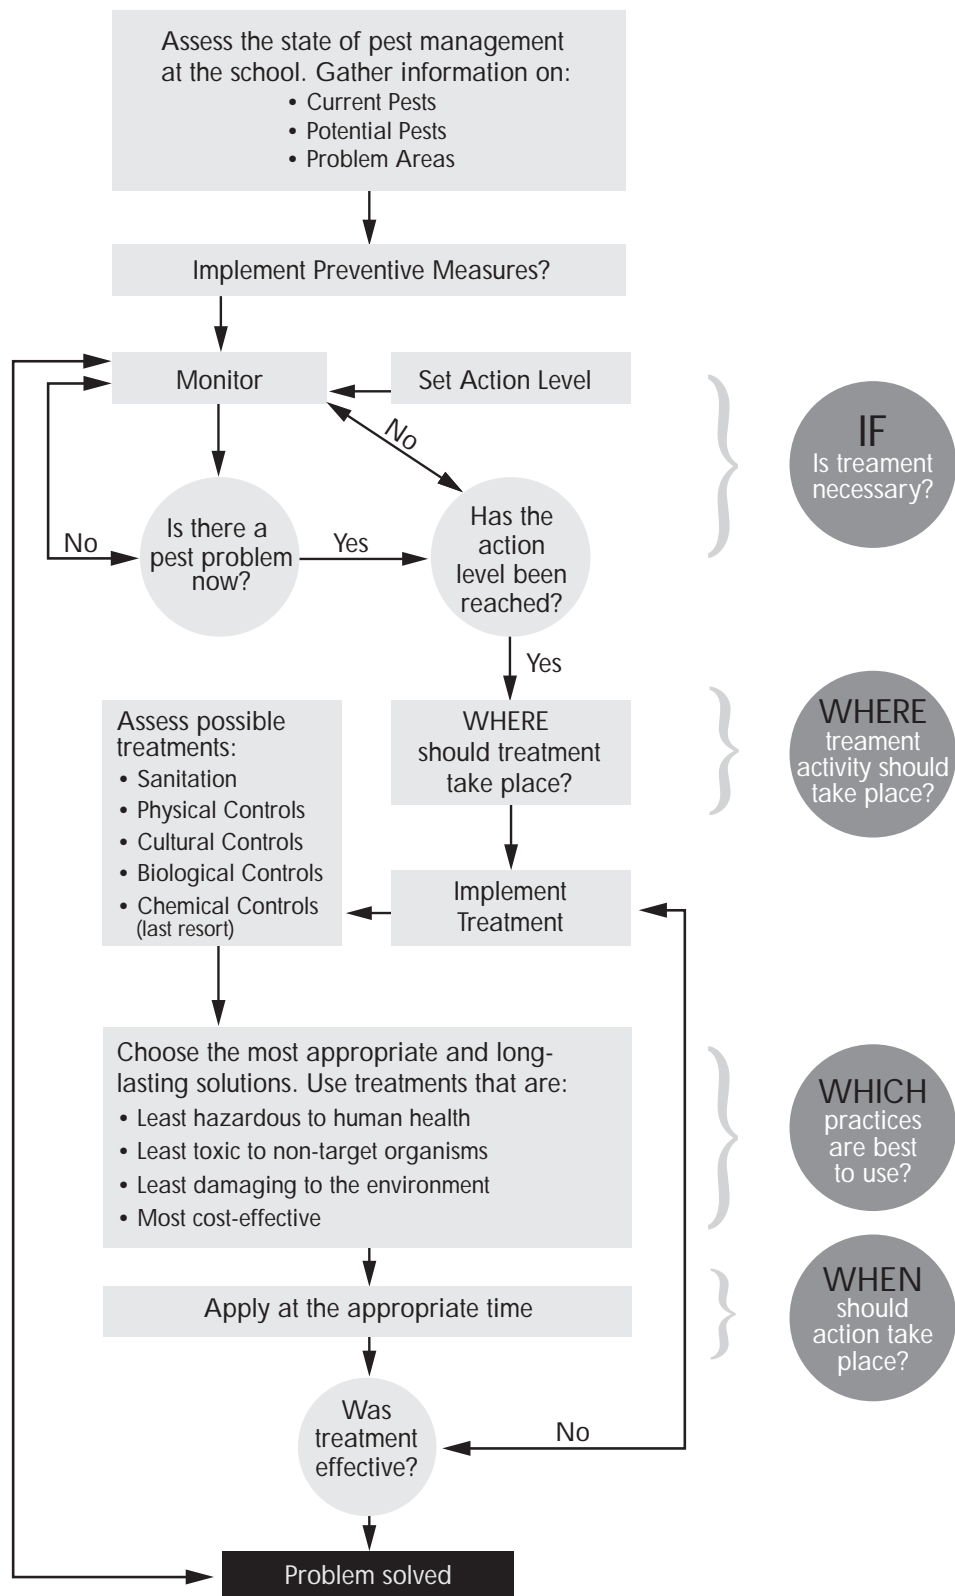 Assess the state of pest management
at the school. Gather information on:
• Current Pests
• Potential Pests
• Problem Areas
Implement Preventive Measures?
Monitor
Set Action Level
No
Is there a
pest problem
now?
No
Yes
Has the
action
level been
reached?
IF
Is treament
necessary?
Yes
WHERE
should treatment
take place?
WHERE
treament
activity should
take place?
Assess possible
treatments:
• Sanitation
• Physical Controls
• Cultural Controls
• Biological Controls
• Chemical Controls
(last resort)
Implement
Treatment
Choose the most appropriate and long-
lasting solutions. Use treatments that are:
• Least hazardous to human health
• Least toxic to non-target organisms
• Least damaging to the environment
• Most cost-effective
WHICH
practices
are best
to use?
Apply at the appropriate time
WHEN
should
action take
place?
Was
treatment
effective?
No
Problem solved